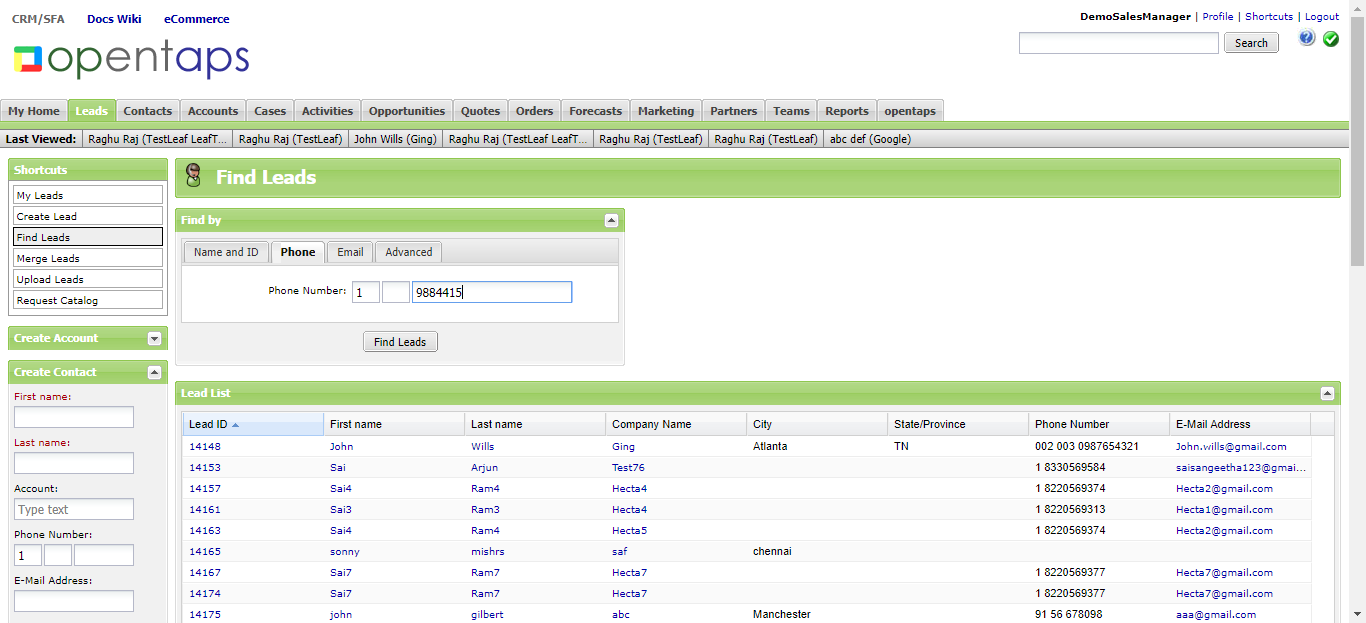 CRM/SFA Docs Wiki eCommerce
DemoSalesManager | Profile | Shortcuts | Logout
opentaps
Search
My Home Leads Contacts Accounts Cases Activities Opportunities Quotes Orders Forecasts Marketing Partners Teams Reports opentaps
Last Viewed: Raghu Raj (TestLeaf LeafT... Raghu Raj (TestLeaf) John Wills (Ging) Raghu Raj (TestLeaf LeafT... Raghu Raj (TestLeaf) Raghu Raj (TestLeaf) abc def (Google)
Shortcuts
My Leads
Create Lead
Find Leads
Merge Leads
Upload Leads
Request Catalog
Create Account
Create Contact
First name:
Last name:
Account:
Type text
Phone Number:
1
E-Mail Address:
Find Leads
Find by
Name and ID Phone Email Advanced
Phone Number: 1 9884415
Find Leads
Lead List
Lead ID First name Last name Company Name City State/Province Phone Number E-Mail Address
14148 John Wills Ging Atlanta TN 002 003 0987654321 John.wills@gmail.com
14153 Sai Arjun Test76 1 8330569584 saisangeetha123@gmai...
14157 Sai4 Ram4 Hecta4 1 8220569374 Hecta2@gmail.com
14161 Sai3 Ram3 Hecta4 1 8220569313 Hecta1@gmail.com
14163 Sai4 Ram4 Hecta5 1 8220569374 Hecta2@gmail.com
14165 sonny mishrs saf chennai
14167 Sai7 Ram7 Hecta7 1 8220569377 Hecta7@gmail.com
14174 Sai7 Ram7 Hecta7 1 8220569377 Hecta7@gmail.com
14175 john gilbert abc Manchester 91 56 678098 aaa@gmail.com